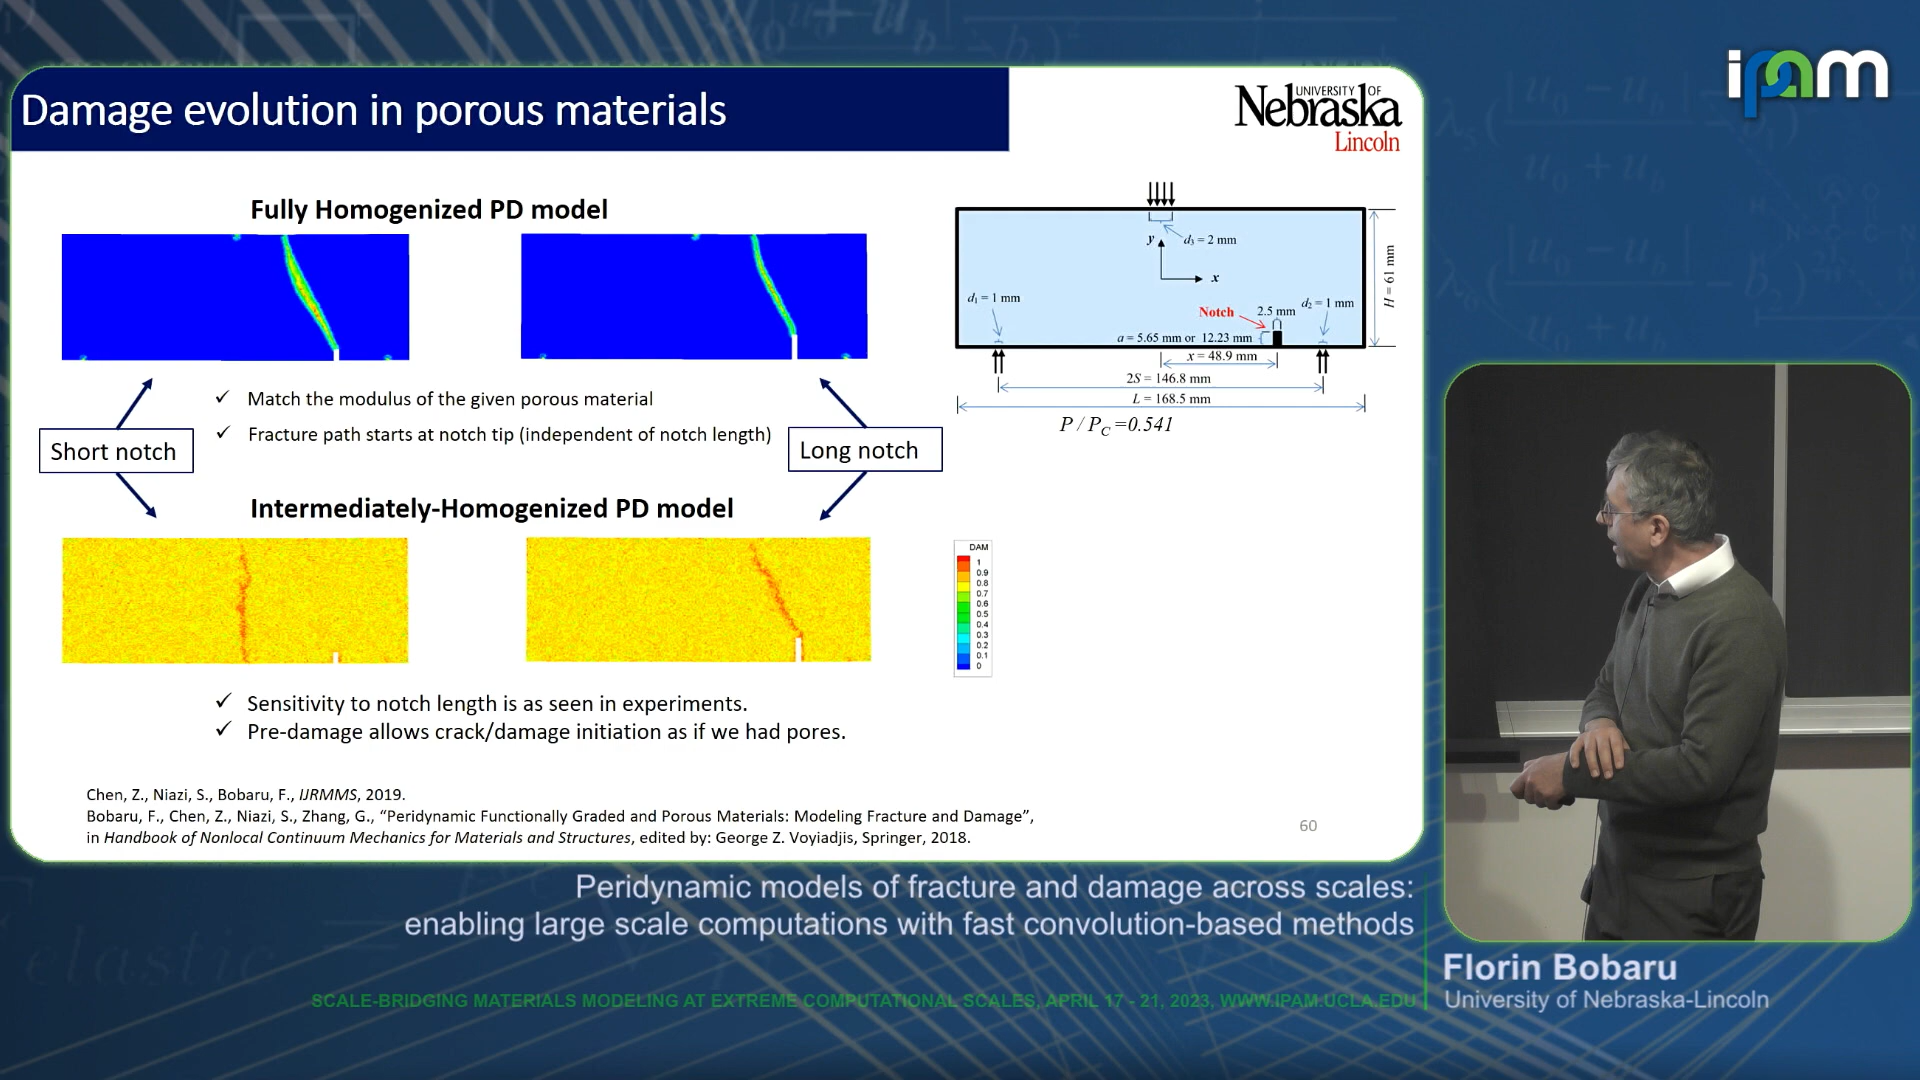 ipam
Damage evolution in porous materials
UNIVERSITY OF
Nebraska
Lincoln
Fully Homogenized PD model
Match the modulus of the given porous material
Fracture path starts at notch tip (independent of notch length)
Short notch
Long notch
Intermediately-Homogenized PD model
Sensitivity to notch length is as seen in experiments.
Pre-damage allows crack/damage initiation as if we had pores.
y
x
d₃ = 2 mm
d₁ = 1 mm
d₂ = 1 mm
Notch
2.5 mm
a = 5.65 mm or 12.23 mm
x = 48.9 mm
2S = 146.8 mm
L = 168.5 mm
H = 61 mm
P / P_C =0.541
DAM
1
0.9
0.8
0.7
0.6
0.5
0.4
0.3
0.2
0.1
0
Chen, Z., Niazi, S., Bobaru, F., IJRMMS, 2019.
Bobaru, F., Chen, Z., Niazi, S., Zhang, G., “Peridynamic Functionally Graded and Porous Materials: Modeling Fracture and Damage”,
in Handbook of Nonlocal Continuum Mechanics for Materials and Structures, edited by: George Z. Voyiadjis, Springer, 2018.
60
Peridynamic models of fracture and damage across scales:
enabling large scale computations with fast convolution-based methods
Florin Bobaru
University of Nebraska-Lincoln
SCALE-BRIDGING MATERIALS MODELING AT EXTREME COMPUTATIONAL SCALES, APRIL 17 - 21, 2023, WWW.IPAM.UCLA.EDU
elastic